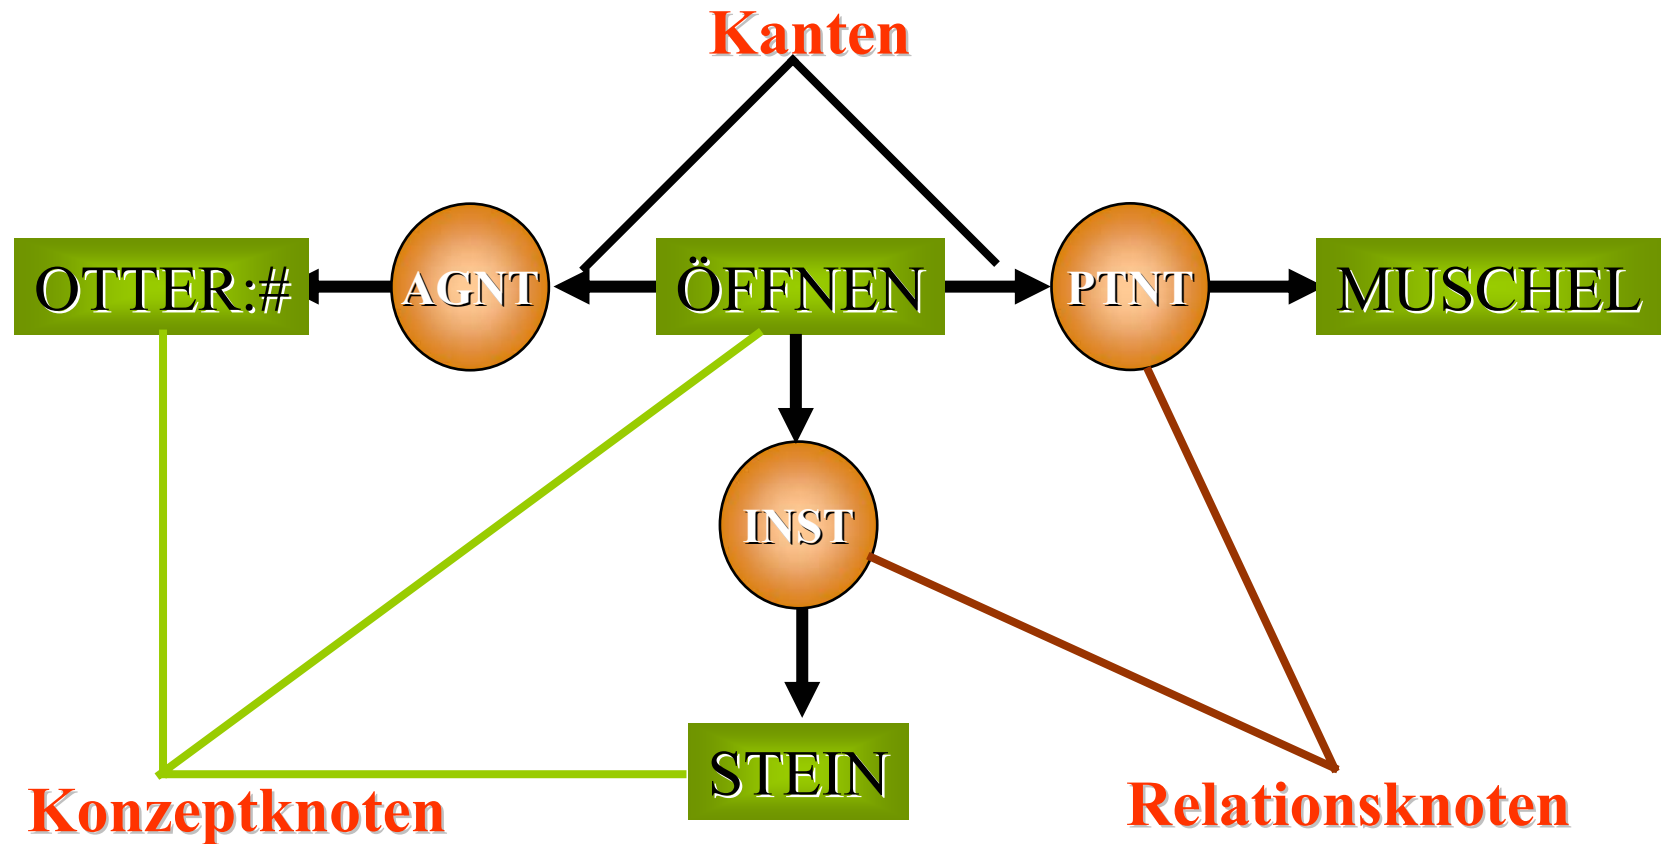 Kanten
OTTER:# AGNT ÖFFNEN PTNT MUSCHEL
INST
STEIN
Konzeptknoten
Relationsknoten